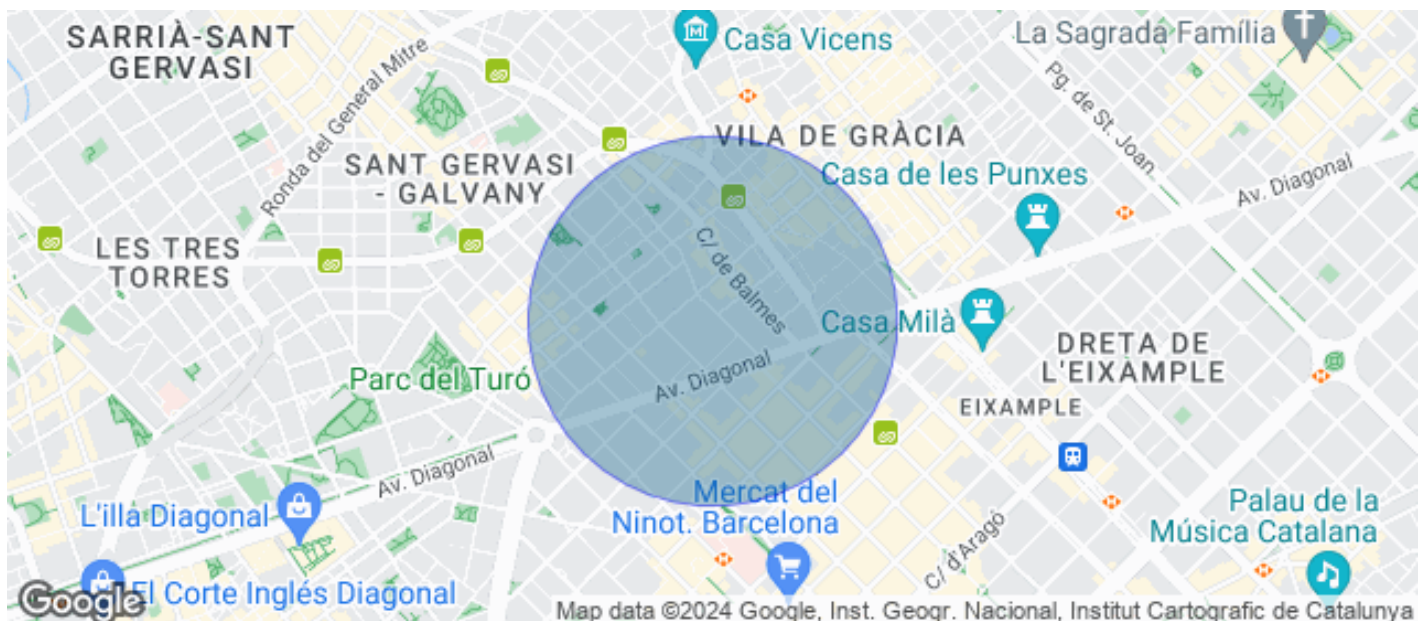 SARRIÀ-SANT
GERVASI
Ronda del General Mitre
Casa Vicens
La Sagrada Família
Pg. de St. Joan
SANT GERVASI
- GALVANY
VILA DE GRÀCIA
Casa de les Punxes
Av. Diagonal
LES TRES
TORRES
C/ de Balmes
Casa Milà
DRETA DE
L'EIXAMPLE
Parc del Turó
Av. Diagonal
EIXAMPLE
Av. Diagonal
L'illa Diagonal
Mercat del
Ninot. Barcelona
C/ d'Aragó
Palau de la
Música Catalana
El Corte Inglés Diagonal
Google
Map data ©2024 Google, Inst. Geogr. Nacional, Institut Cartografic de Catalunya